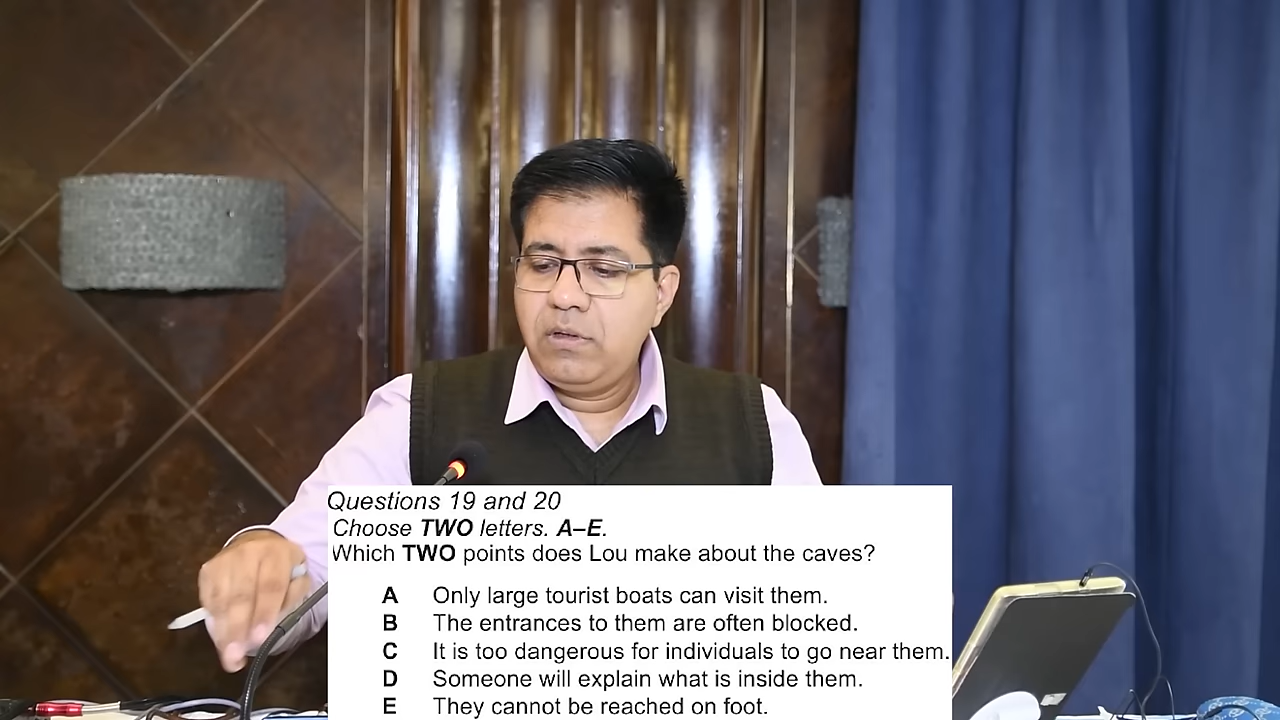 Questions 19 and 20
Choose TWO letters. A–E.
Which TWO points does Lou make about the caves?
A Only large tourist boats can visit them.
B The entrances to them are often blocked.
C It is too dangerous for individuals to go near them.
D Someone will explain what is inside them.
E They cannot be reached on foot.